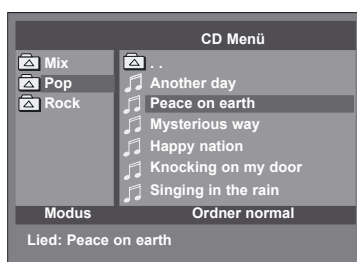 CD Menü
Mix
Pop
Rock
. .
Another day
Peace on earth
Mysterious way
Happy nation
Knocking on my door
Singing in the rain
Modus
Ordner normal
Lied: Peace on earth